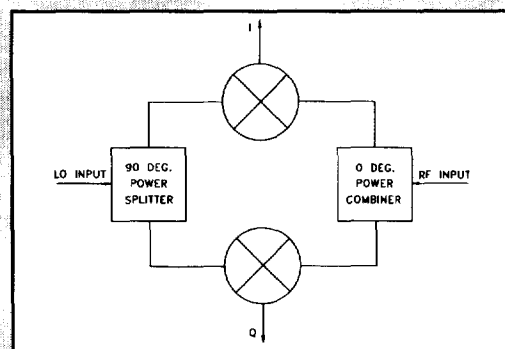 I
LO INPUT
90 DEG.
POWER
SPLITTER
0 DEG.
POWER
COMBINER
RF INPUT
Q